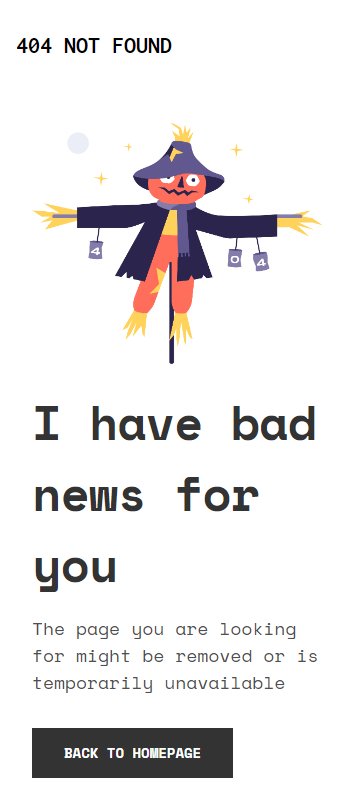 404 NOT FOUND
4
0
4
I have bad
news for
you
The page you are looking
for might be removed or is
temporarily unavailable
BACK TO HOMEPAGE